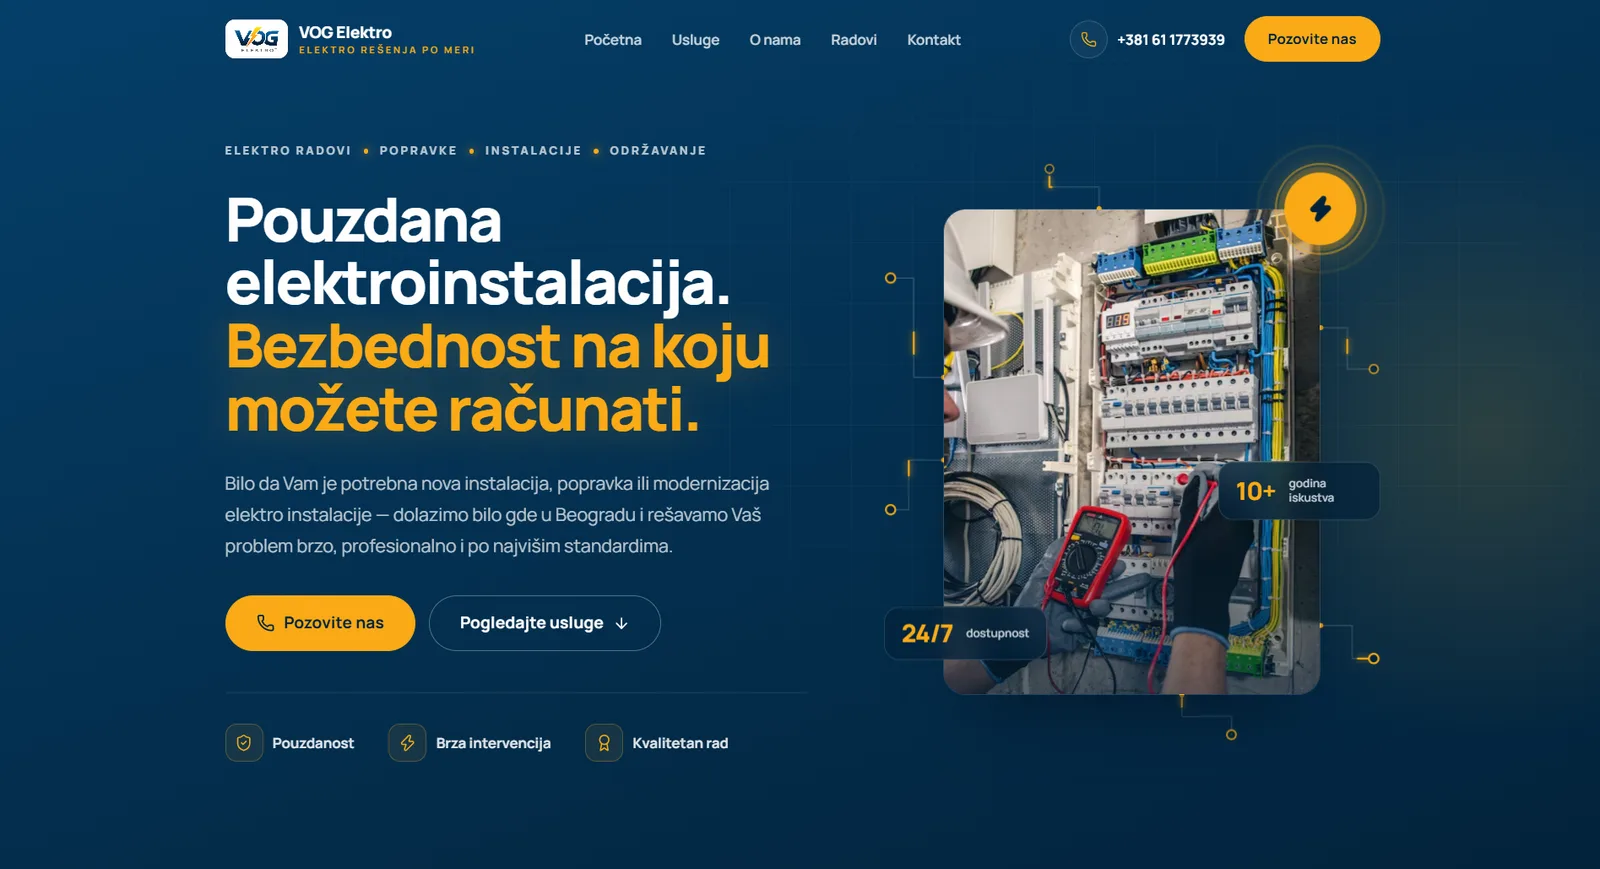 VOG
ELEKTRO
VOG Elektro
ELEKTRO REŠENJA PO MERI
Početna
Usluge
O nama
Radovi
Kontakt
+381 61 1773939
Pozovite nas
ELEKTRO RADOVI • POPRAVKE • INSTALACIJE • ODRŽAVANJE
Pouzdana
elektroinstalacija.
Bezbednost na koju
možete računati.
Bilo da Vam je potrebna nova instalacija, popravka ili modernizacija
elektro instalacije — dolazimo bilo gde u Beogradu i rešavamo Vaš
problem brzo, profesionalno i po najvišim standardima.
Pozovite nas
Pogledajte usluge
Pouzdanost
Brza intervencija
Kvalitetan rad
10+
godina
iskustva
24/7 dostupnost